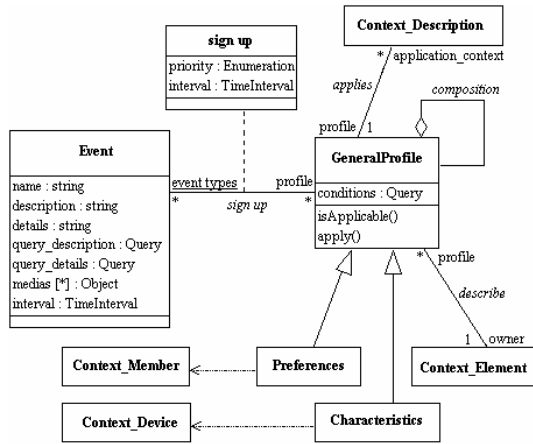 Context_Description
sign up
priority : Enumeration
interval : TimeInterval
* application_context
applies
composition
profile 1
Event
name : string
description : string
details : string
query_description : Query
query_details : Query
medias [*] : Object
interval : TimeInterval
event types
*
sign up
profile
*
GeneralProfile
conditions : Query
isApplicable()
apply()
* profile
describe
1 owner
Context_Member
Preferences
Context_Element
Context_Device
Characteristics